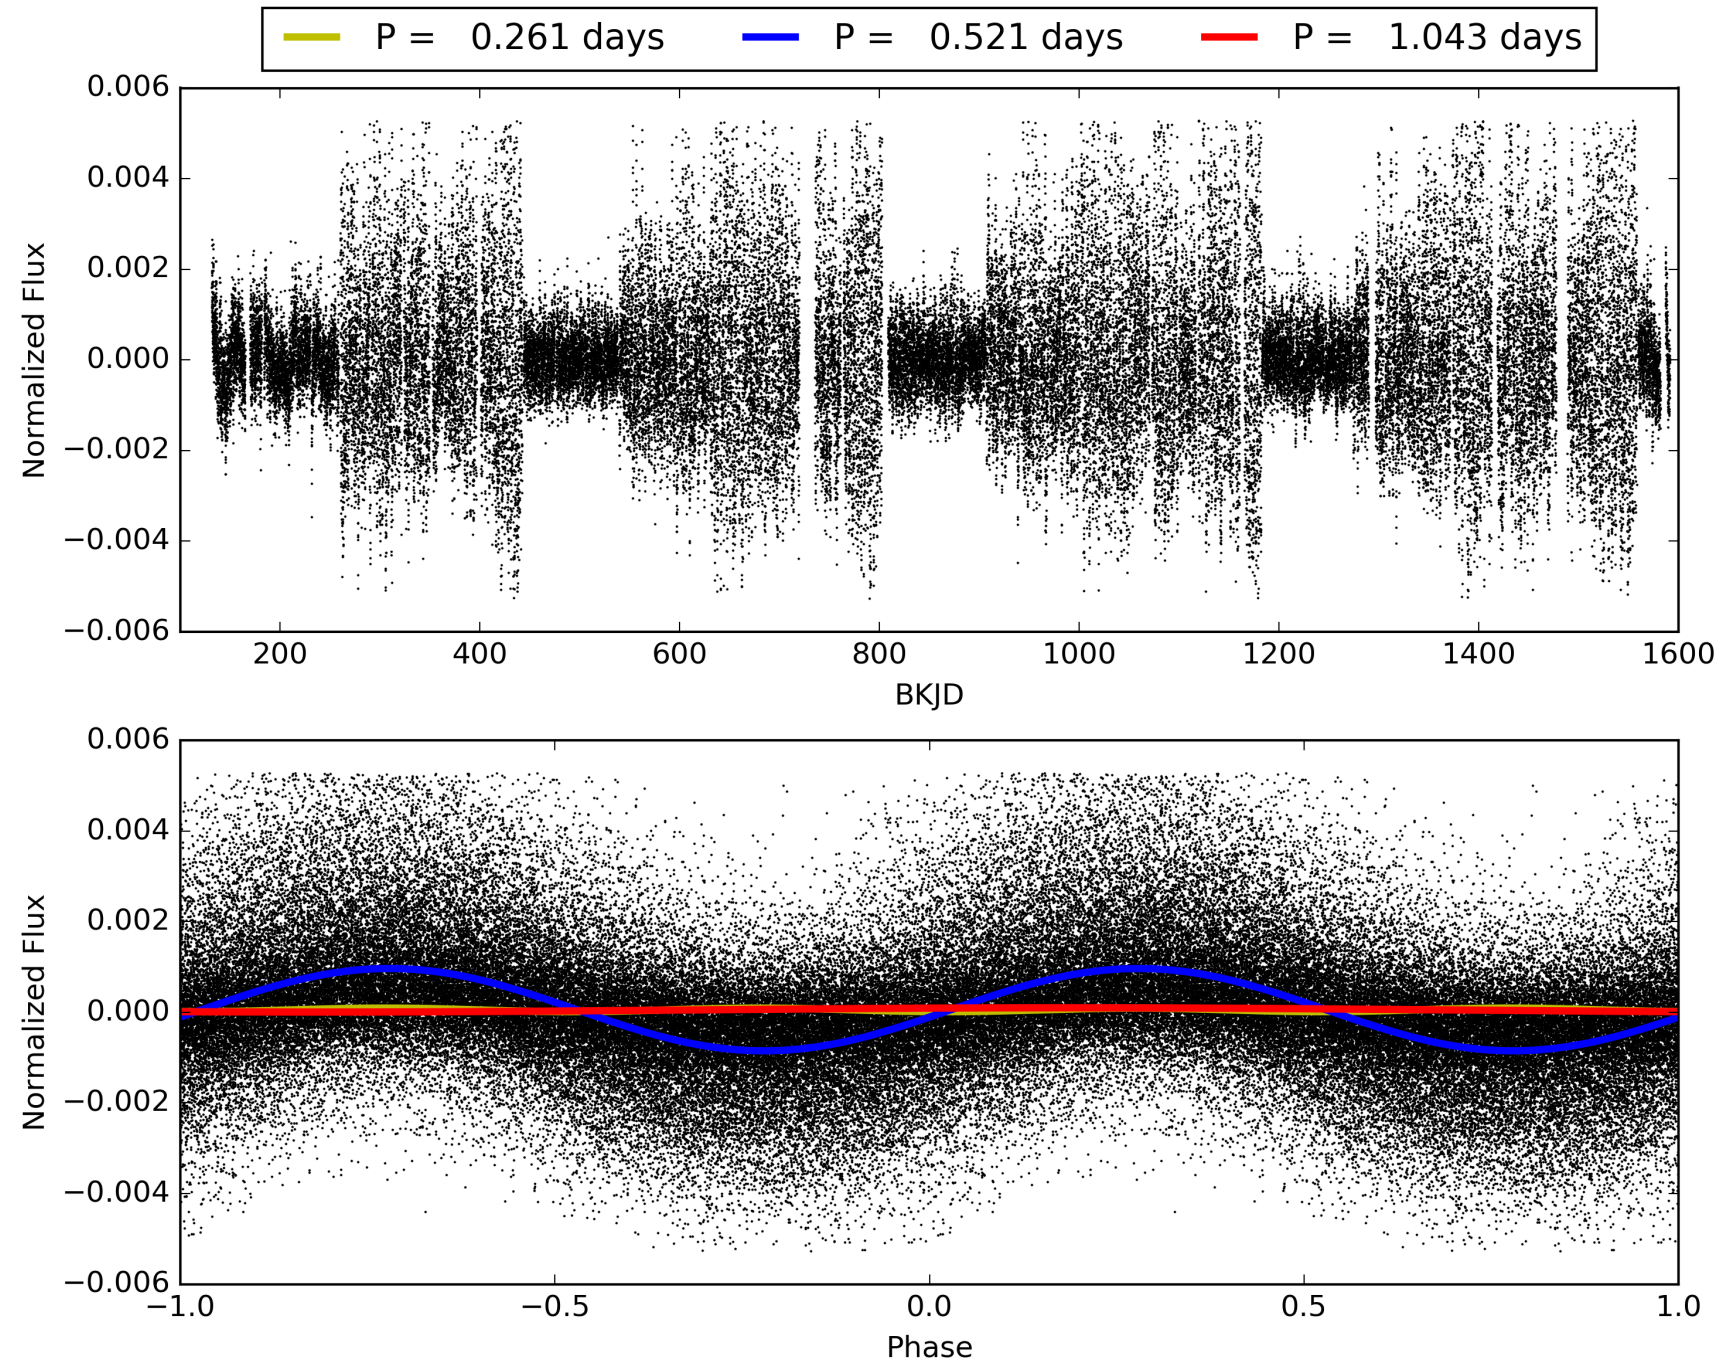 P = 0.261 days P = 0.521 days P = 1.043 days
0.006
0.004
0.002
0.000
−0.002
−0.004
−0.006
Normalized Flux
200 400 600 800 1000 1200 1400 1600
BKJD
0.006
0.004
0.002
0.000
−0.002
−0.004
−0.006
Normalized Flux
−1.0 −0.5 0.0 0.5 1.0
Phase